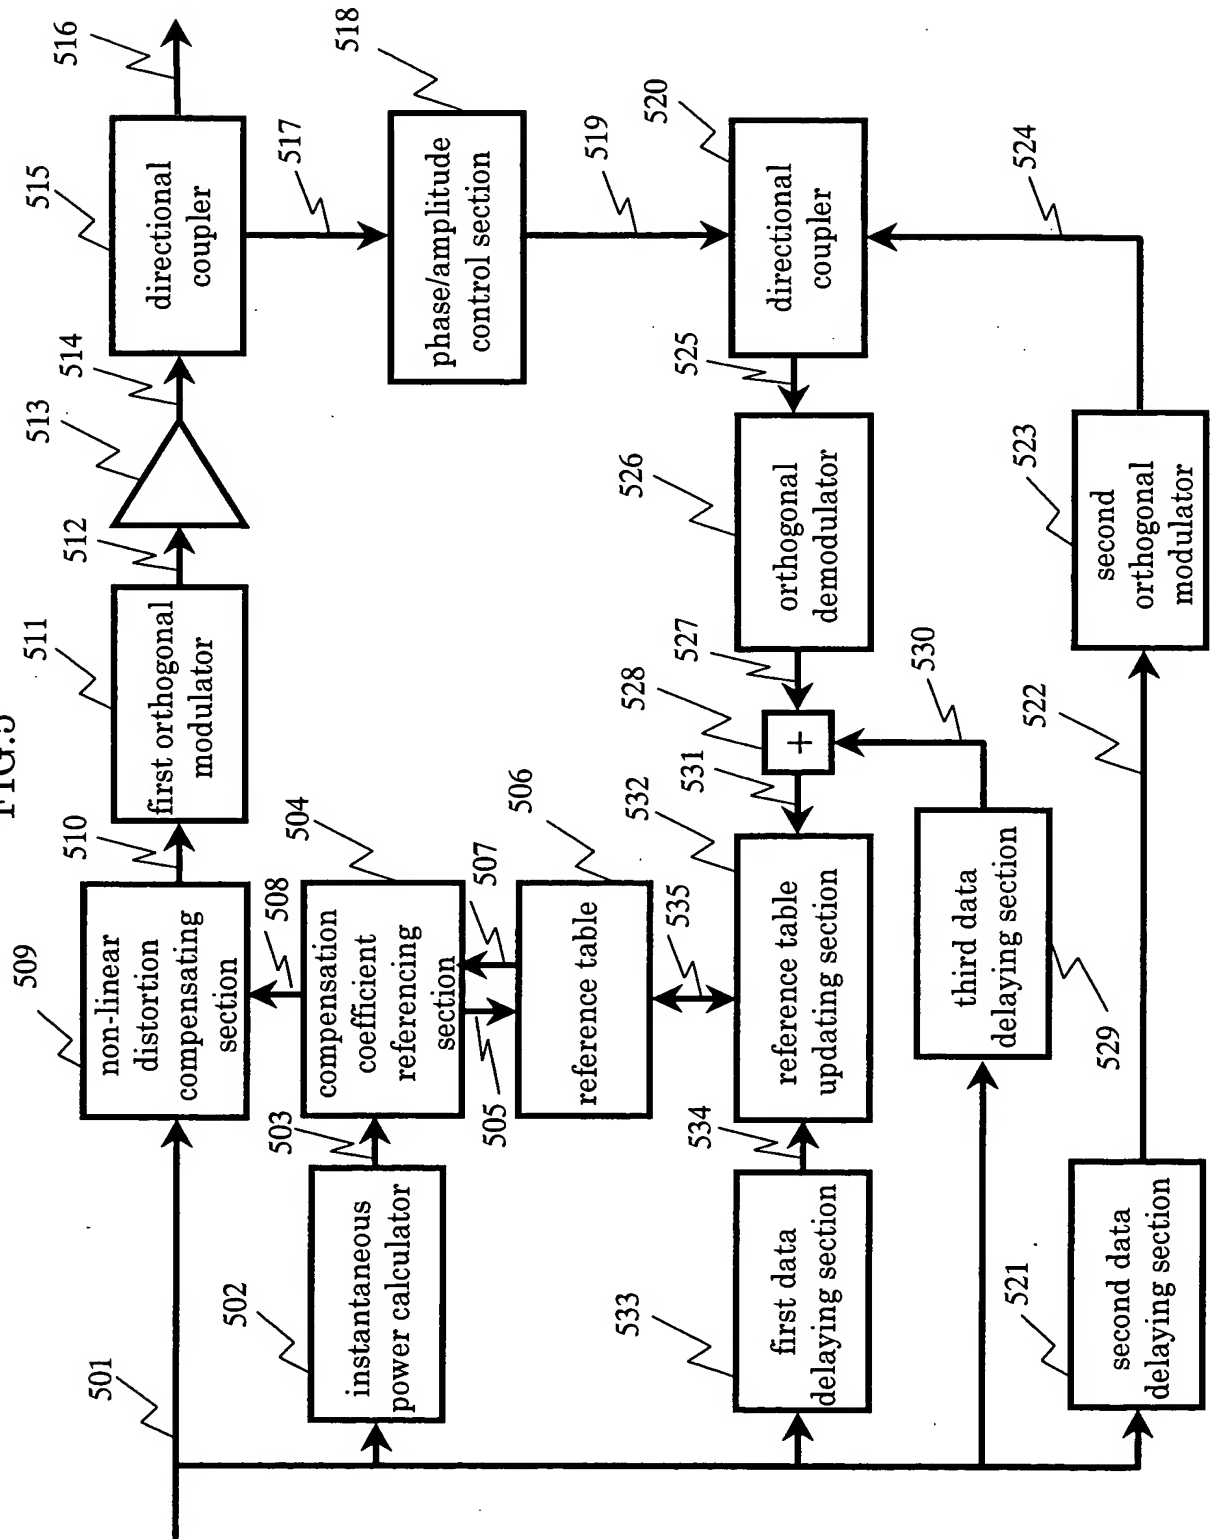 FIG.5
501
502
instantaneous
power calculator
503
504
compensation
coefficient
referencing
section
505
506
reference table
507
508
509
non-linear
distortion
compensating
section
510
511
first orthogonal
modulator
512
513
514
515
directional
coupler
516
517
518
phase/amplitude
control section
519
520
directional
coupler
521
second data
delaying section
522
523
second
orthogonal
modulator
524
525
526
orthogonal
demodulator
527
528
+
529
third data
delaying section
530
531
532
reference table
updating section
533
first data
delaying section
534
535